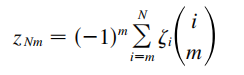 z_{Nm} = (-1)^m \sum_{i=m}^{N} \zeta_i \binom{i}{m}